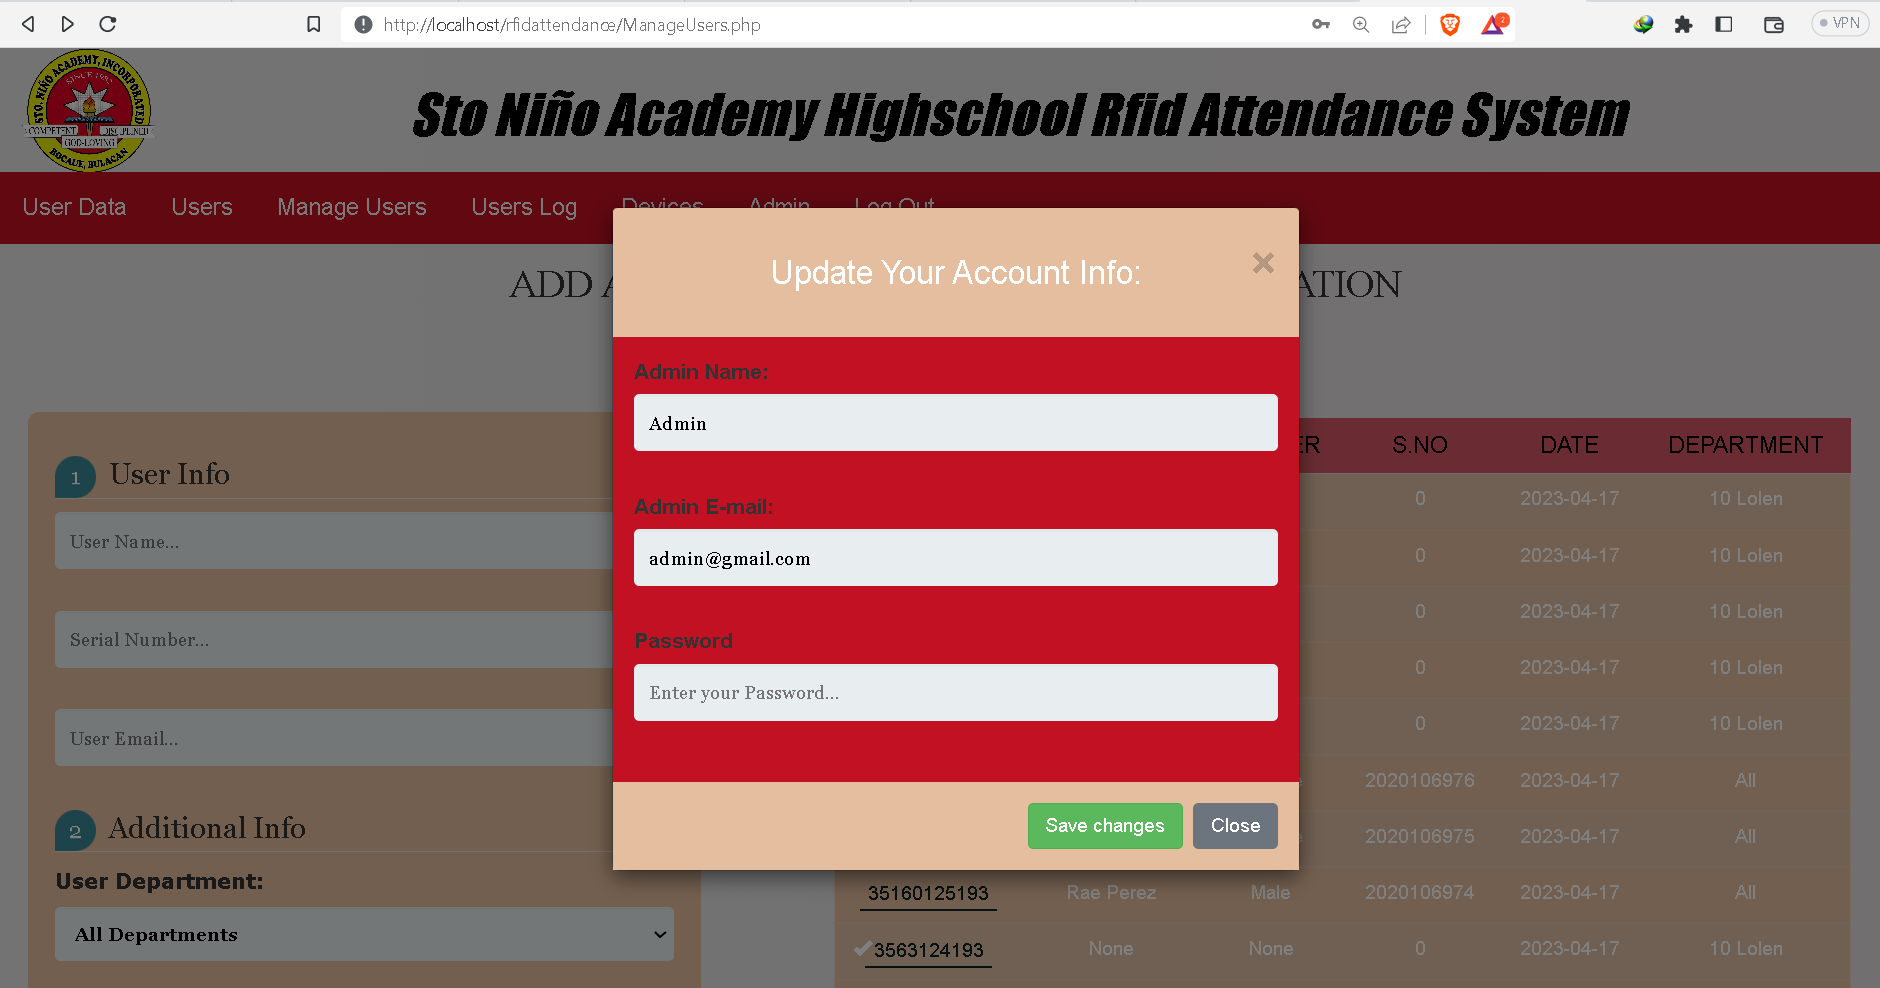 http://localhost/rfidattendance/ManageUsers.php
2
VPN
STO. NIÑO ACADEMY, INCORPORATED
SINCE 1982
COMPETENT DISCIPLINED
GOD-LOVING
BOCAUE, BULACAN
Sto Niño Academy Highschool Rfid Attendance System
User Data Users Manage Users Users Log Devices Admin Log Out
ADD A
ATION
Update Your Account Info:
×
Admin Name:
Admin
Admin E-mail:
admin@gmail.com
Password
Enter your Password...
Save changes Close
1 User Info
User Name...
Serial Number...
User Email...
2 Additional Info
User Department:
All Departments
ER S.NO DATE DEPARTMENT
0 2023-04-17 10 Lolen
0 2023-04-17 10 Lolen
0 2023-04-17 10 Lolen
0 2023-04-17 10 Lolen
0 2023-04-17 10 Lolen
2020106976 2023-04-17 All
2020106975 2023-04-17 All
35160125193 Rae Perez Male 2020106974 2023-04-17 All
3563124193 None None 0 2023-04-17 10 Lolen